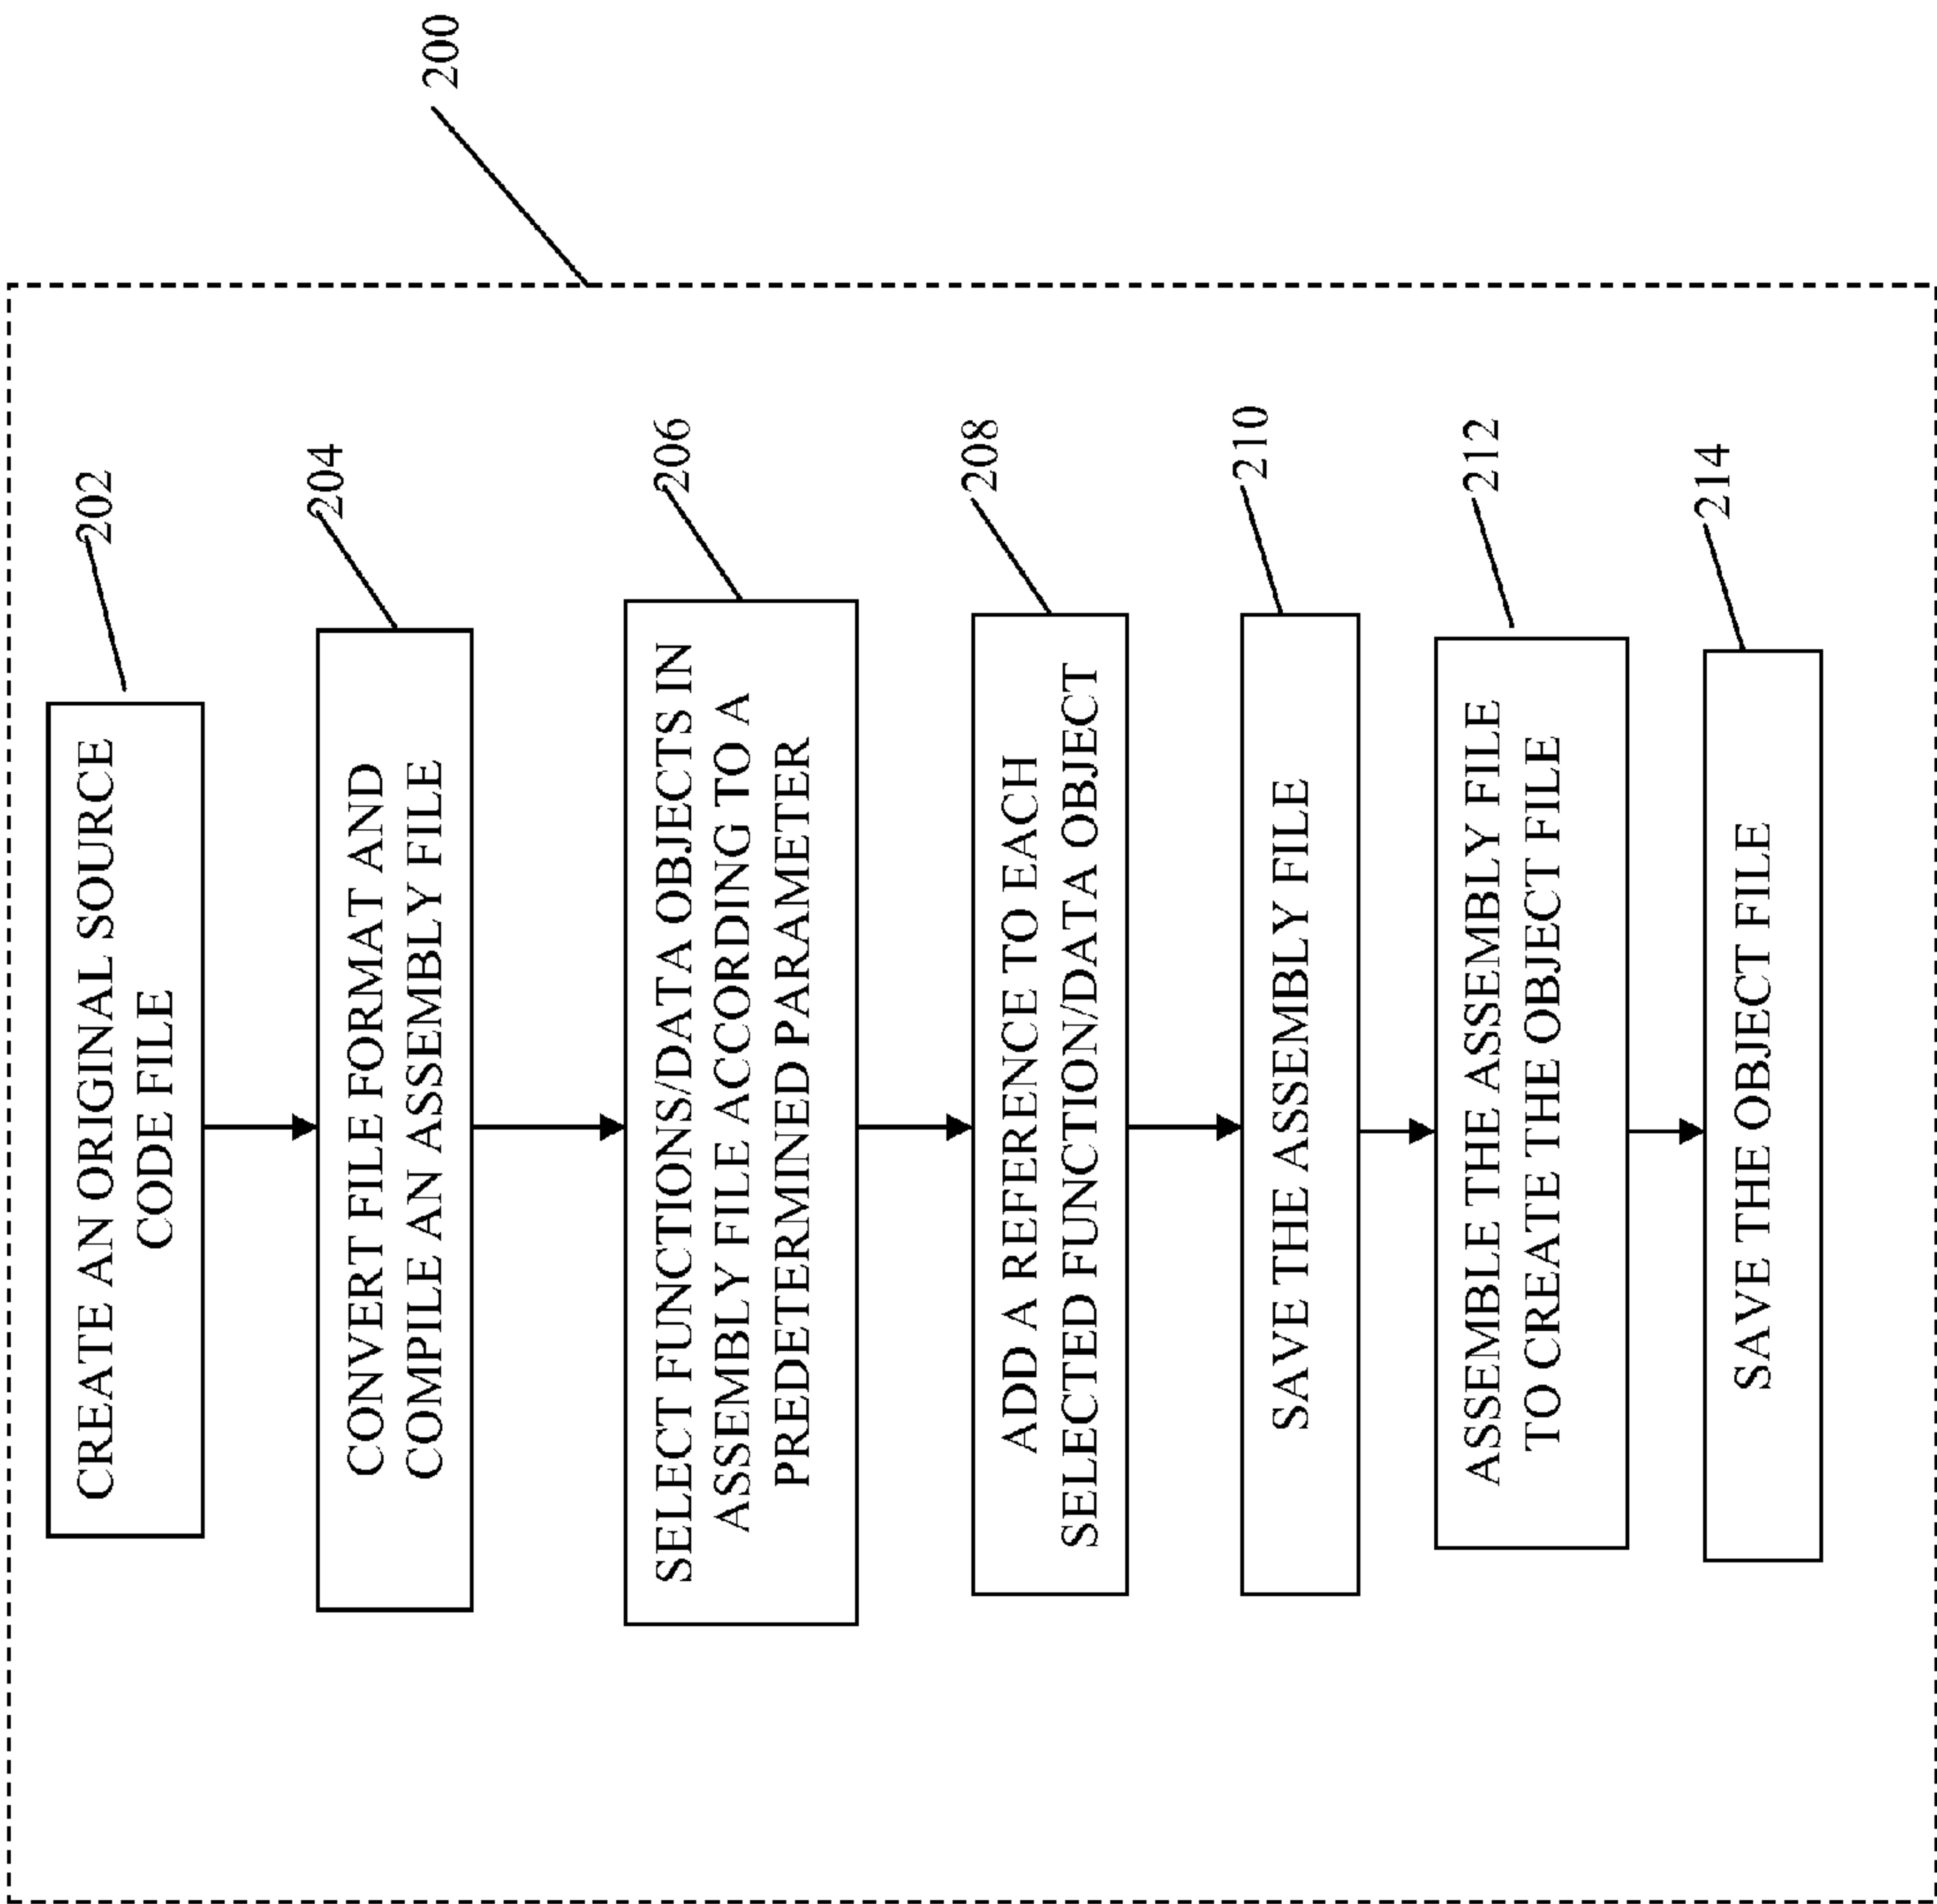 200
CREATE AN ORIGINAL SOURCE
CODE FILE
202
CONVERT FILE FORMAT AND
COMPILE AN ASSEMBLY FILE
204
SELECT FUNCTIONS/DATA OBJECTS IN
ASSEMBLY FILE ACCORDING TO A
PREDETERMINED PARAMETER
206
ADD A REFERENCE TO EACH
SELECTED FUNCTION/DATA OBJECT
208
SAVE THE ASSEMBLY FILE
210
ASSEMBLE THE ASSEMBLY FILE
TO CREATE THE OBJECT FILE
212
SAVE THE OBJECT FILE
214